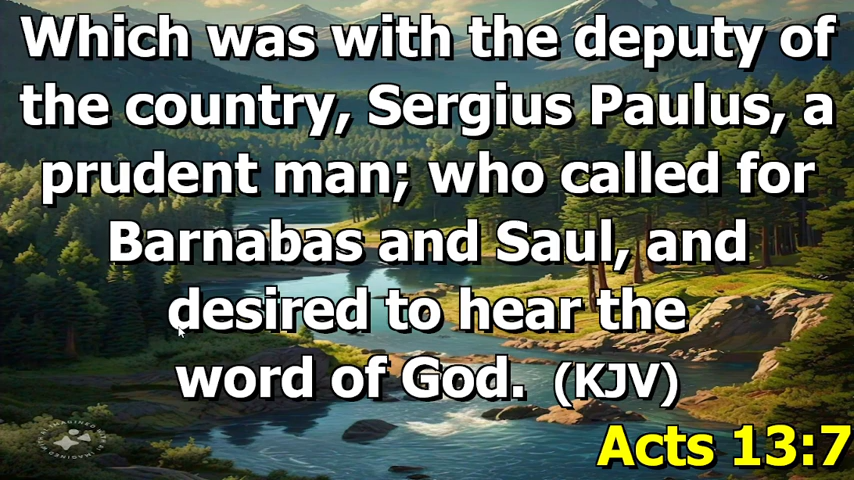 Which was with the deputy of
the country, Sergius Paulus, a
prudent man; who called for
Barnabas and Saul, and
desired to hear the
word of God. (KJV)
Acts 13:7